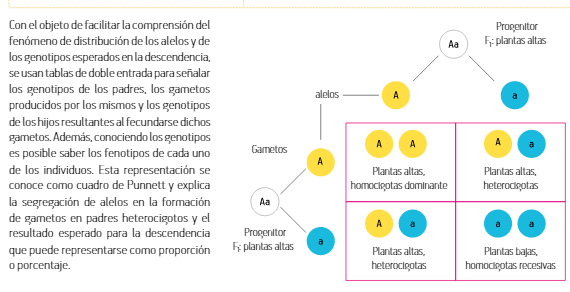 Con el objeto de facilitar la comprensión del
fenómeno de distribución de los alelos y de
los genotipos esperados en la descendencia,
se usan tablas de doble entrada para señalar
los genotipos de los padres, los gametos
producidos por los mismos y los genotipos
de los hijos resultantes al fecundarse dichos
gametos. Además, conociendo los genotipos
es posible saber los fenotipos de cada uno
de los individuos. Esta representación se
conoce como cuadro de Punnett y explica
la segregación de alelos en la formación
de gametos en padres heterocigotos y el
resultado esperado para la descendencia
que puede representarse como proporción
o porcentaje.
Progenitor
F₁: plantas altas
Aa
alelos
A
a
Gametos
A
Aa
Progenitor
F₁: plantas altas
a
A A
Plantas altas,
homocigotas dominante
A a
Plantas altas,
heterocigotas
A a
Plantas altas,
heterocigotas
a a
Plantas bajas,
homocigotas recesivas